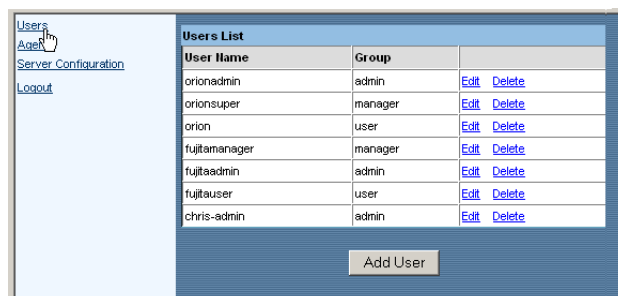 Users
Agen
Server Configuration
Logout
Users List
User Name Group
orionadmin admin Edit Delete
orionsuper manager Edit Delete
orion user Edit Delete
fujitamanager manager Edit Delete
fujitaadmin admin Edit Delete
fujitauser user Edit Delete
chris-admin admin Edit Delete
Add User